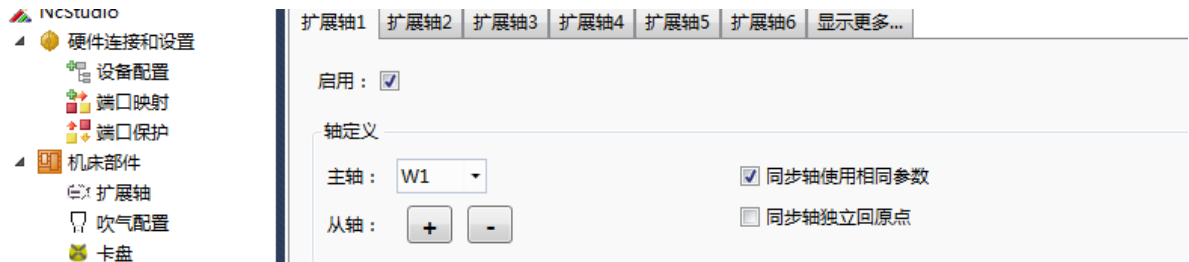 NcStudio
硬件连接和设置
设备配置
端口映射
端口保护
机床部件
扩展轴
吹气配置
卡盘
扩展轴1 扩展轴2 扩展轴3 扩展轴4 扩展轴5 扩展轴6 显示更多...
启用：
轴定义
主轴： W1 同步轴使用相同参数
从轴： + - 同步轴独立回原点